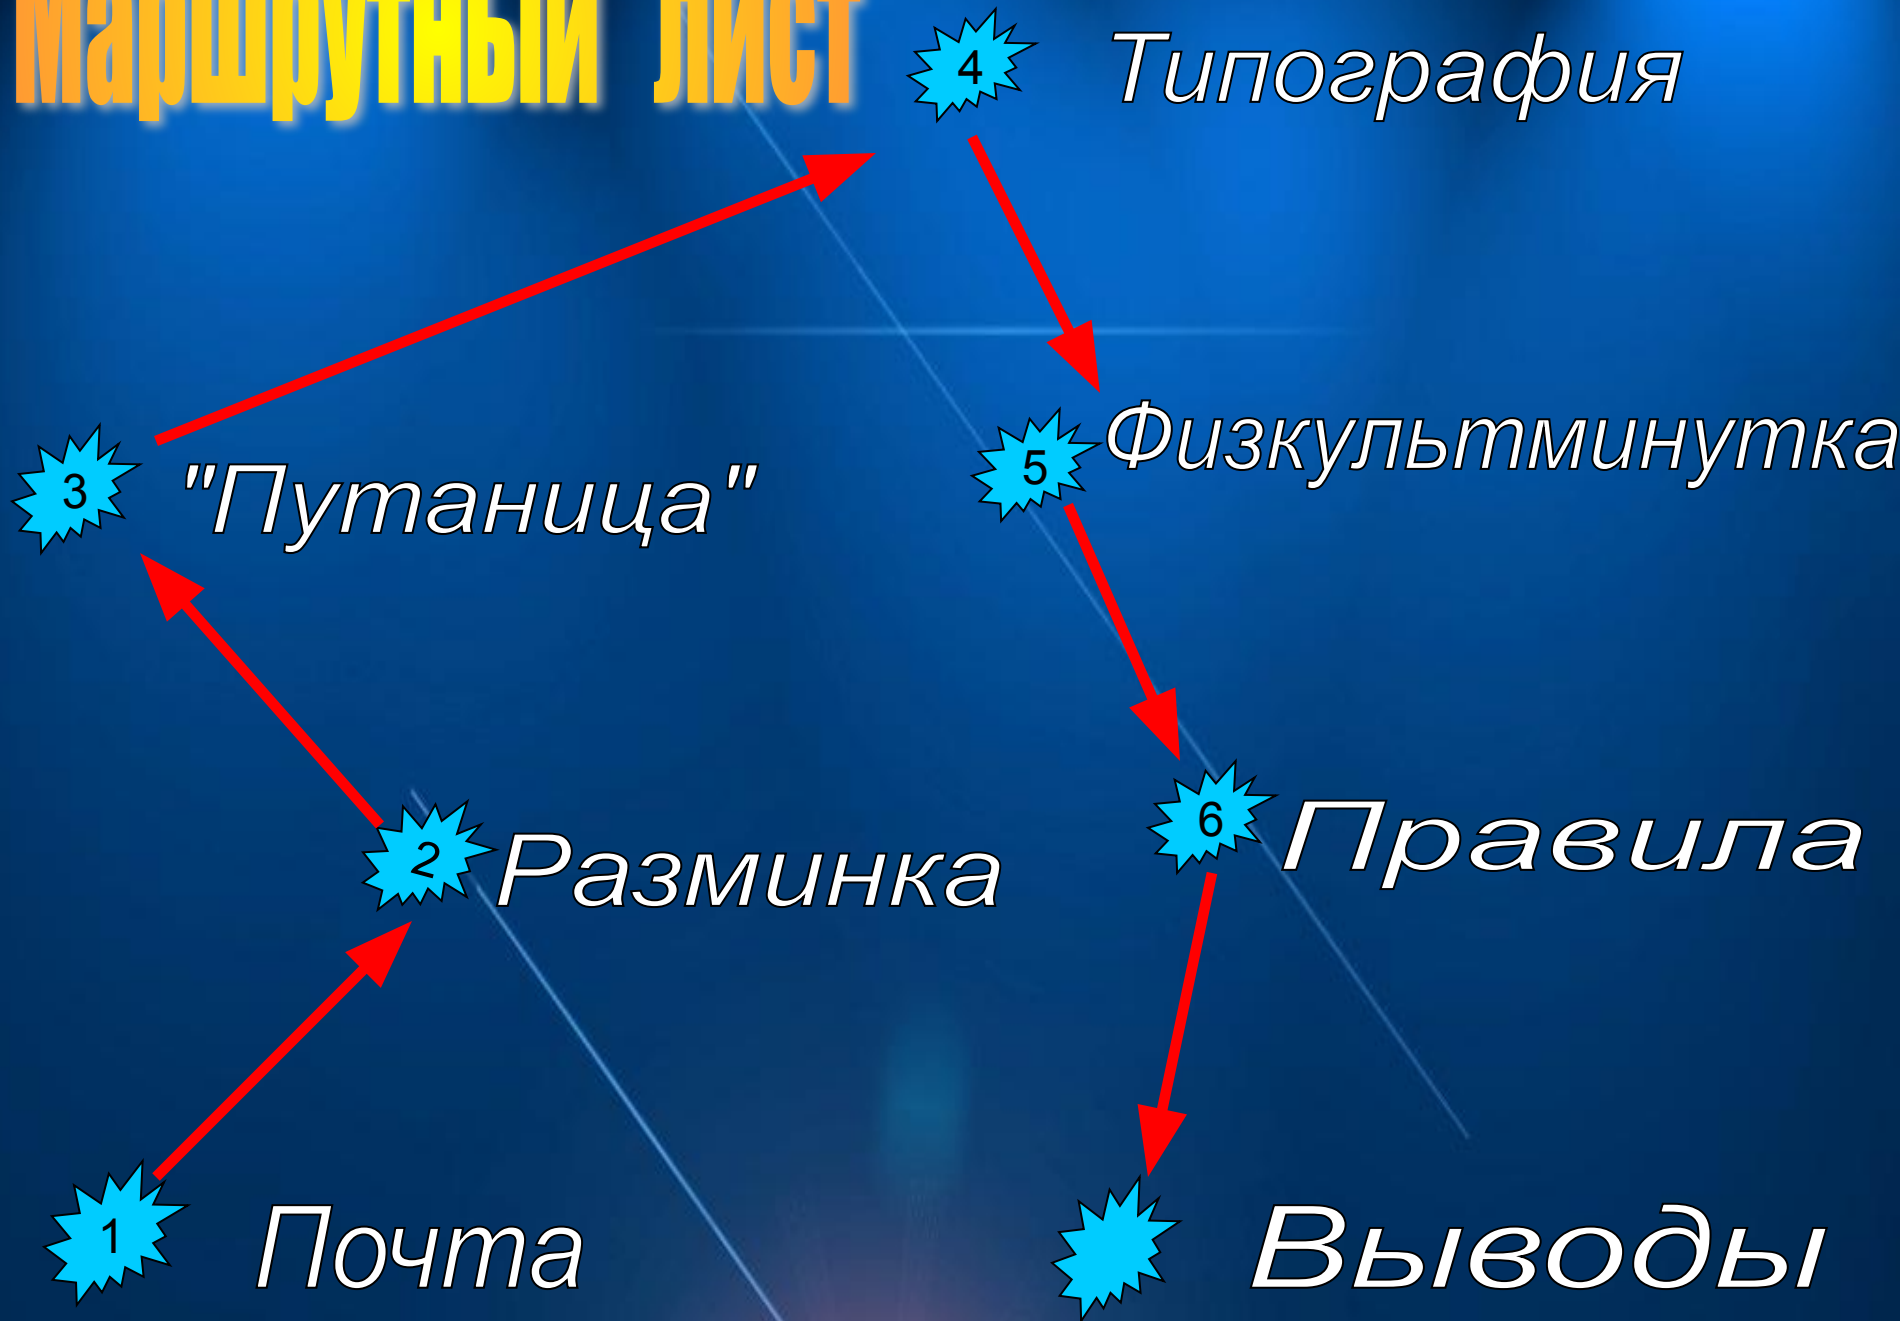 Маршрутный лист
4 Типография
5 Физкультминутка
3 "Путаница"
6 Правила
2 Разминка
1 Почта
Выводы